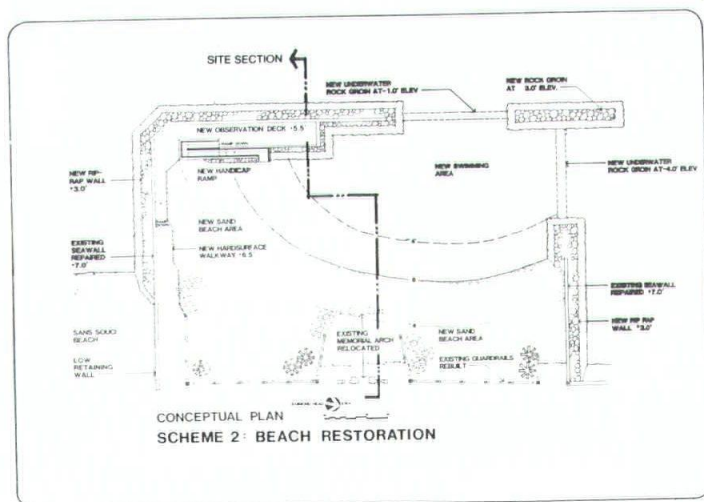 SITE SECTION
NEW UNDERWATER
ROCK GROIN AT -1.0' ELEV
NEW ROCK GROIN
AT 3.0' ELEV.
NEW OBSERVATION DECK +5.5
NEW RIP-
RAP WALL
+3.0'
NEW HANDICAP
RAMP
NEW SWIMMING
AREA
NEW UNDERWATER
ROCK GROIN AT -4.0' ELEV
NEW SAND
BEACH AREA
EXISTING
SEAWALL
REPAIRED
+7.0'
NEW HARDSURFACE
WALKWAY +6.5
EXISTING SEAWALL
REPAIRED +7.0'
NEW RIP RAP
WALL +3.0'
SANS SOUCI
BEACH
EXISTING
MEMORIAL ARCH
RELOCATED
NEW SAND
BEACH AREA
LOW
RETAINING
WALL
EXISTING GUARDRAILS
REBUILT
CONCEPTUAL PLAN
SCHEME 2: BEACH RESTORATION